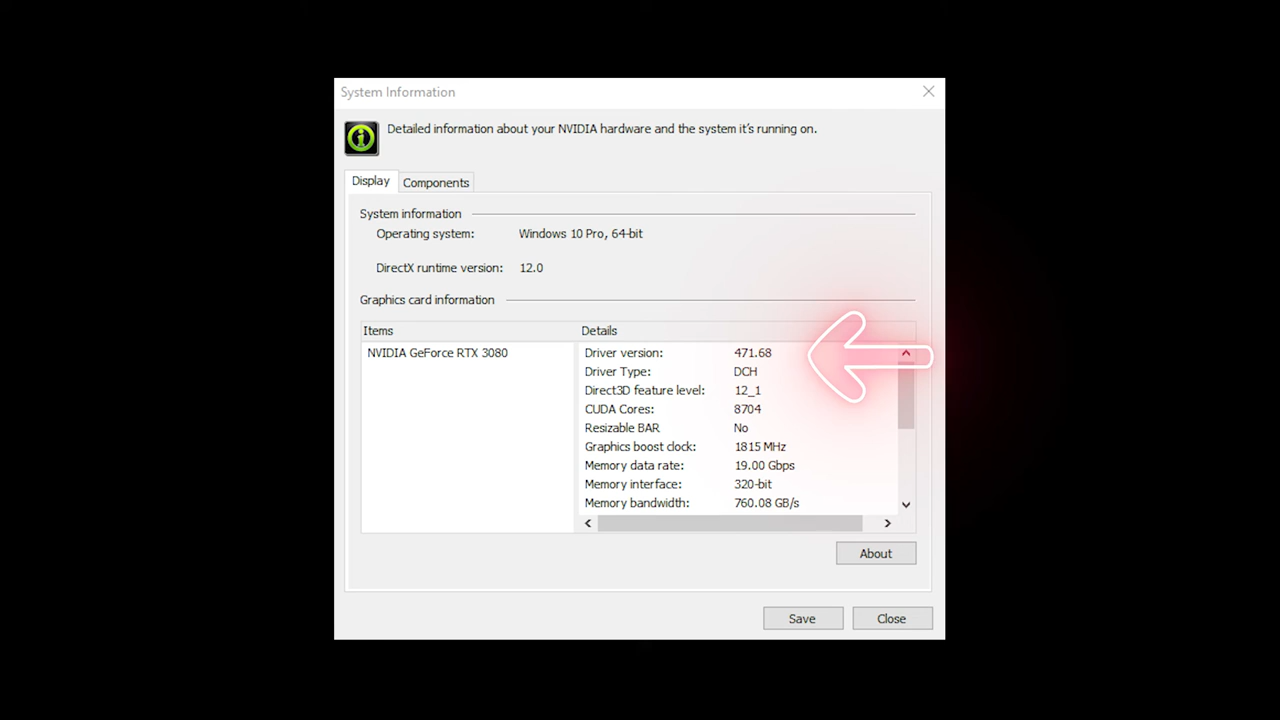 System Information
Detailed information about your NVIDIA hardware and the system it's running on.
Display Components
System information
Operating system: Windows 10 Pro, 64-bit
DirectX runtime version: 12.0
Graphics card information
Items Details
NVIDIA GeForce RTX 3080 Driver version: 471.68
Driver Type: DCH
Direct3D feature level: 12_1
CUDA Cores: 8704
Resizable BAR No
Graphics boost clock: 1815 MHz
Memory data rate: 19.00 Gbps
Memory interface: 320-bit
Memory bandwidth: 760.08 GB/s
About
Save Close